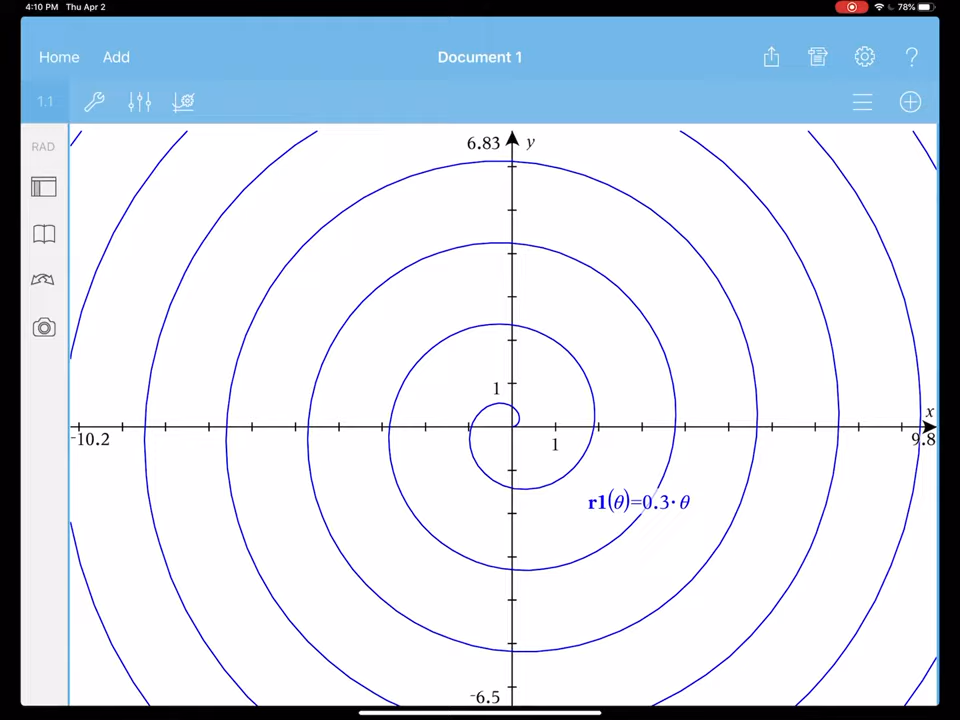 4:10 PM Thu Apr 2 78%
Home Add Document 1 ?
1.1
RAD
6.83 y
1
x
-10.2 1 9.8
r1(θ)=0.3·θ
-6.5